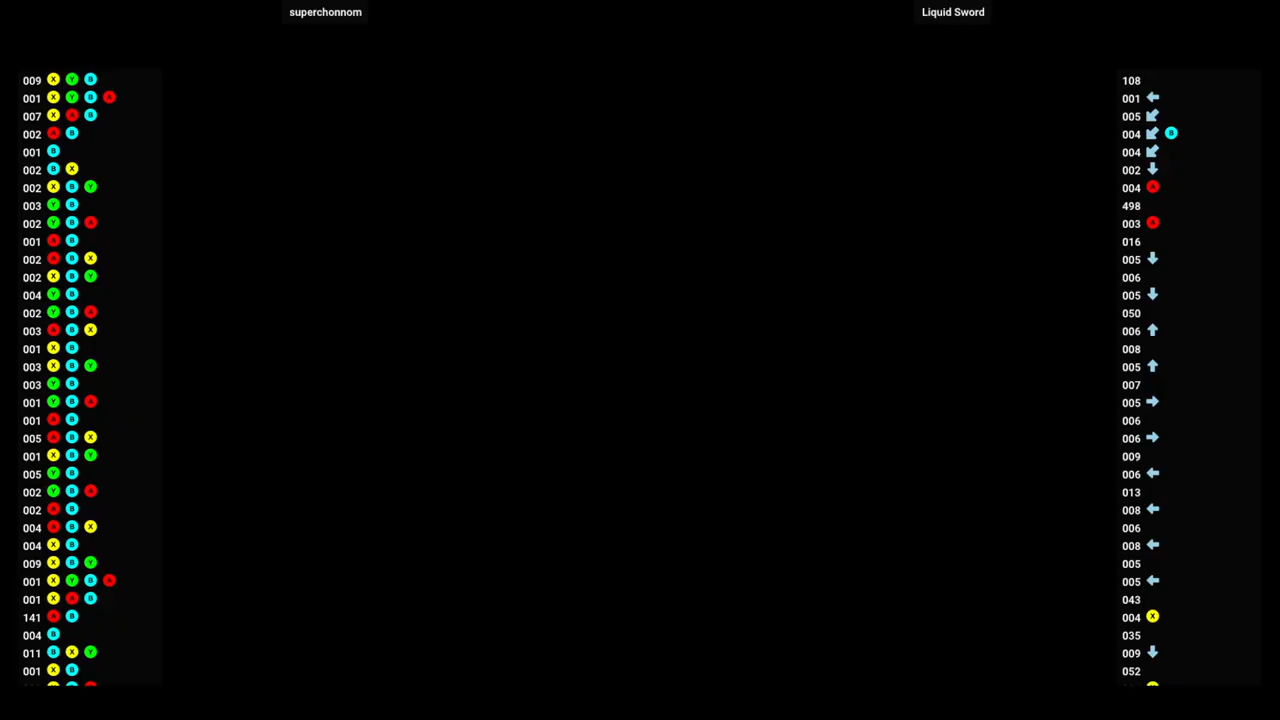 superchonnom
Liquid Sword
009 X Y B
001 X Y B A
007 X A B
002 A B
001 B
002 B X
002 X B Y
003 Y B
002 Y B A
001 A B
002 A B X
002 X B Y
004 Y B
002 Y B A
003 A B X
001 X B
003 X B Y
003 Y B
001 Y B A
001 A B
005 A B X
001 X B Y
005 Y B
002 Y B A
002 A B
004 A B X
004 X B
009 X B Y
001 X Y B A
001 X A B
141 A B
004 B
011 B X Y
001 X B
108
001
005
004 B
004
002
004 A
498
003 A
016
005
006
005
050
006
008
005
007
005
006
006
009
006
013
008
006
008
005
005
043
004 X
035
009
052